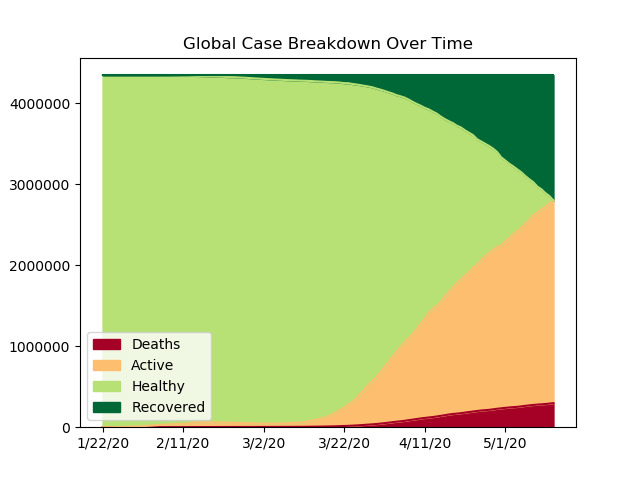 Global Case Breakdown Over Time
4000000
3000000
2000000
1000000
0
Deaths
Active
Healthy
Recovered
1/22/20 2/11/20 3/2/20 3/22/20 4/11/20 5/1/20